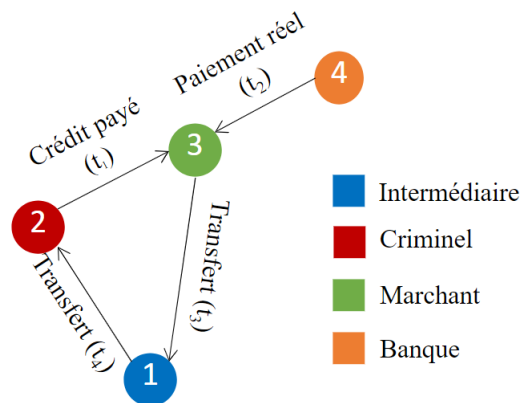 Paiement réel
(t₂)
4
Crédit payé
(t₁)
3
2
Transfert (t₃)
Transfert (t₄)
1
Intermédiaire
Criminel
Marchant
Banque